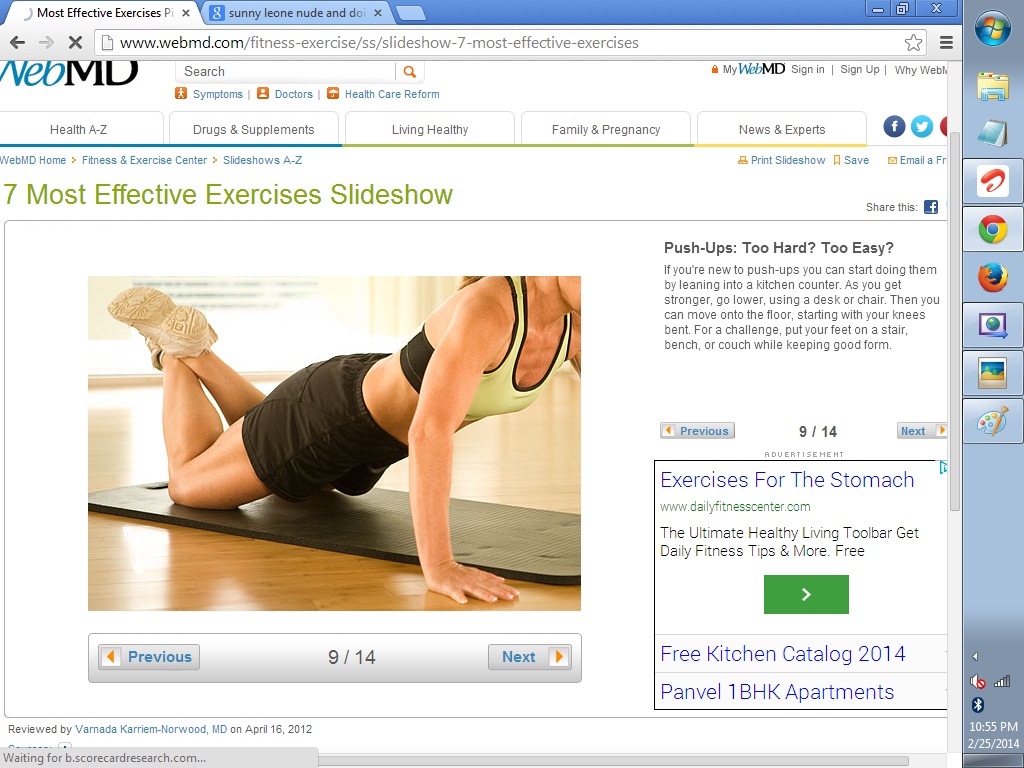 7 Most Effective Exercises Pi
sunny leone nude and doi
www.webmd.com/fitness-exercise/ss/slideshow-7-most-effective-exercises
WebMD
Search
My WebMD Sign in | Sign Up | Why WebM
Symptoms | Doctors | Health Care Reform
Health A-Z
Drugs & Supplements
Living Healthy
Family & Pregnancy
News & Experts
WebMD Home Fitness & Exercise Center Slideshows A-Z
Print Slideshow Save Email a Fr
7 Most Effective Exercises Slideshow
Share this:
Push-Ups: Too Hard? Too Easy?
If you're new to push-ups you can start doing them
by leaning into a kitchen counter. As you get
stronger, go lower, using a desk or chair. Then you
can move onto the floor, starting with your knees
bent. For a challenge, put your feet on a stair,
bench, or couch while keeping good form.
Previous 9 / 14 Next
ADVERTISEMENT
Exercises For The Stomach
www.dailyfitnesscenter.com
The Ultimate Healthy Living Toolbar Get
Daily Fitness Tips & More. Free
Free Kitchen Catalog 2014
Panvel 1BHK Apartments
Previous 9 / 14 Next
Reviewed by Varnada Karriem-Norwood, MD on April 16, 2012
Waiting for b.scorecardresearch.com...
10:55 PM
2/25/2014